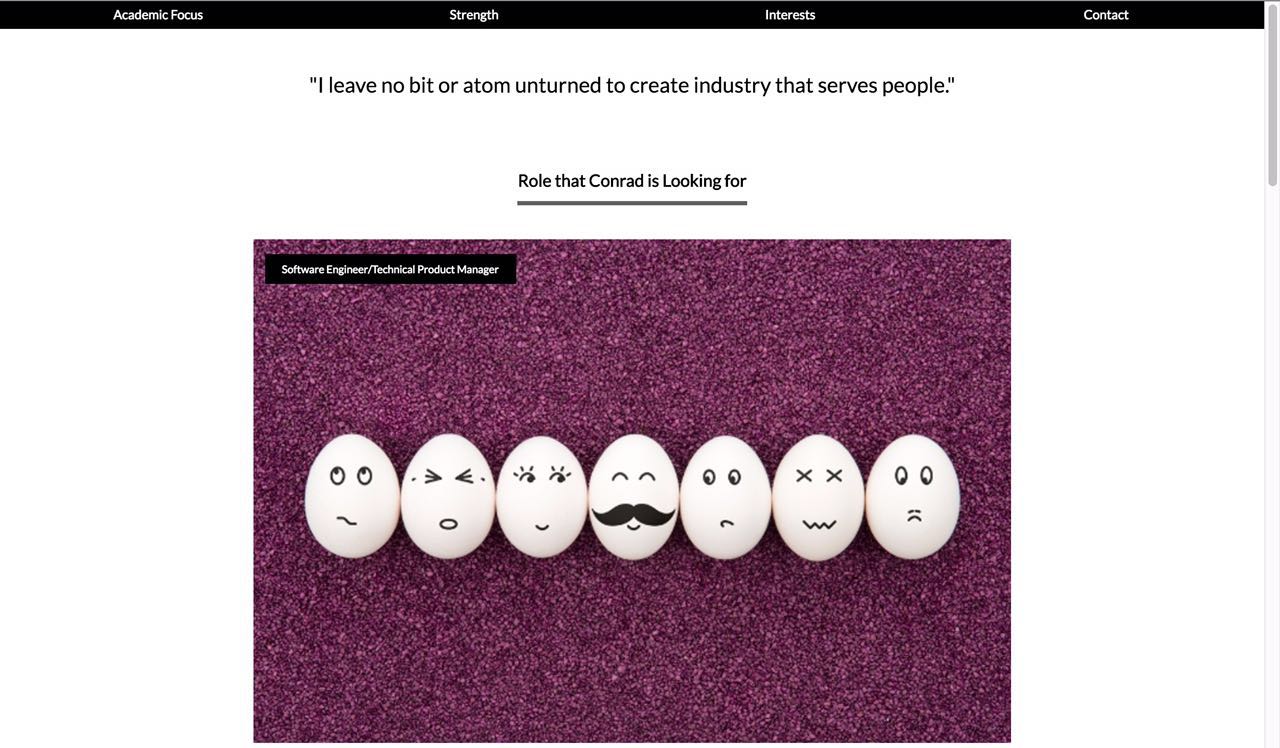 Academic Focus
Strength
Interests
Contact
"I leave no bit or atom unturned to create industry that serves people."
Role that Conrad is Looking for
Software Engineer/Technical Product Manager